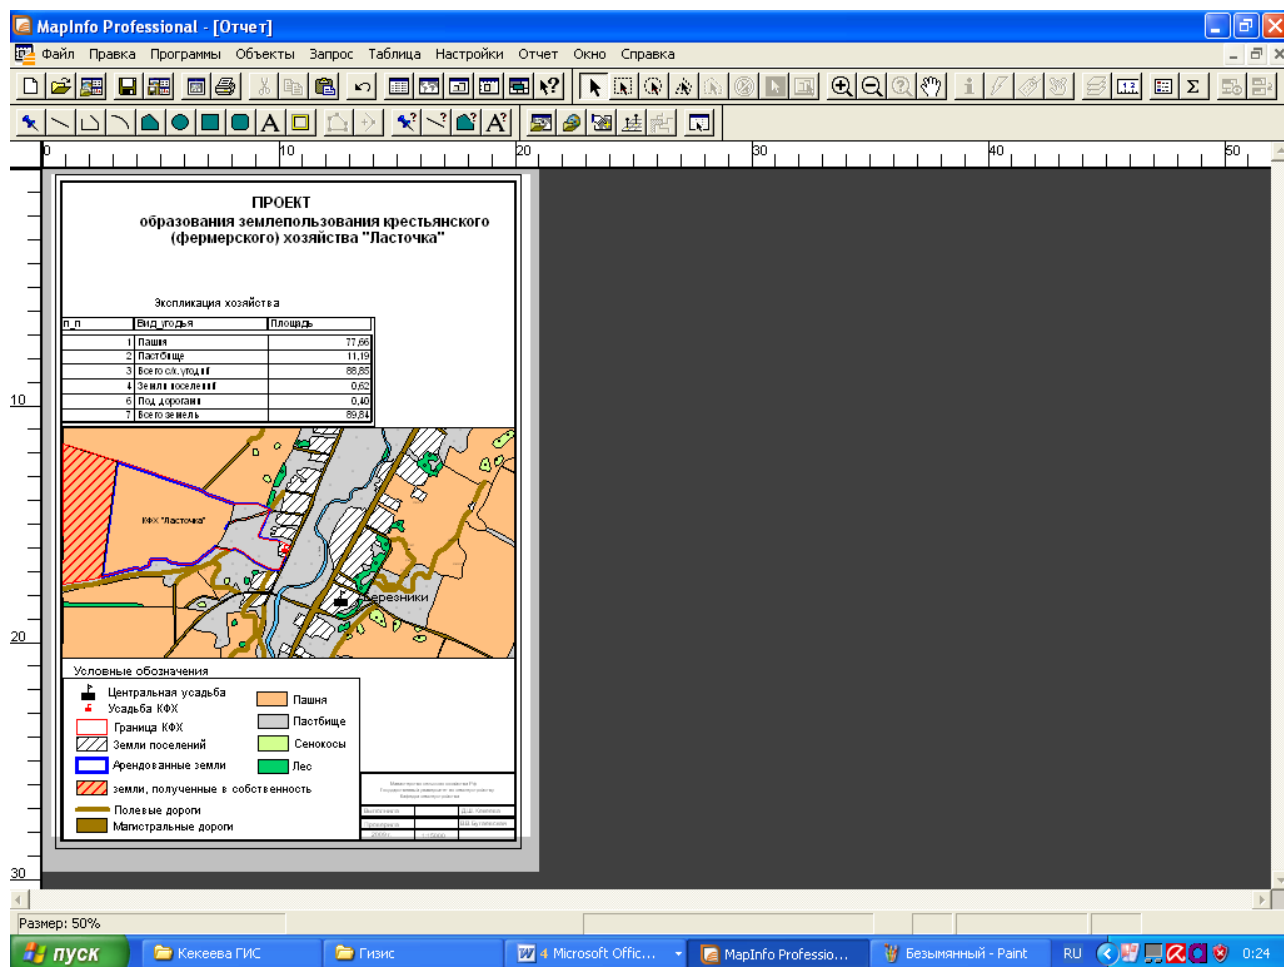 MapInfo Professional - [Отчет]
Файл Правка Программы Объекты Запрос Таблица Настройки Отчет Окно Справка
0 10 20 30 40 50
ПРОЕКТ
образования землепользования крестьянского
(фермерского) хозяйства "Ласточка"
Экспликация хозяйства
п_п Вид_угодья Площадь
1 Пашня 77,66
2 Пастбище 11,19
3 Всего с/х. угодий 88,85
4 Земли поселений 0,62
6 Под дорогами 0,40
7 Всего земель 89,84
10
КФХ "Ласточка"
Березники
20
Условные обозначения
Центральная усадьба
Усадьба КФХ
Граница КФХ
Земли поселений
Арендованные земли
земли, полученные в собственность
Полевые дороги
Магистральные дороги
Пашня
Пастбище
Сенокосы
Лес
2009 г. 1:15000
30
Размер: 50%
пуск
Кекеева ГИС
Гизис
4 Microsoft Offic...
MapInfo Professio...
Безымянный - Paint
RU
0:24